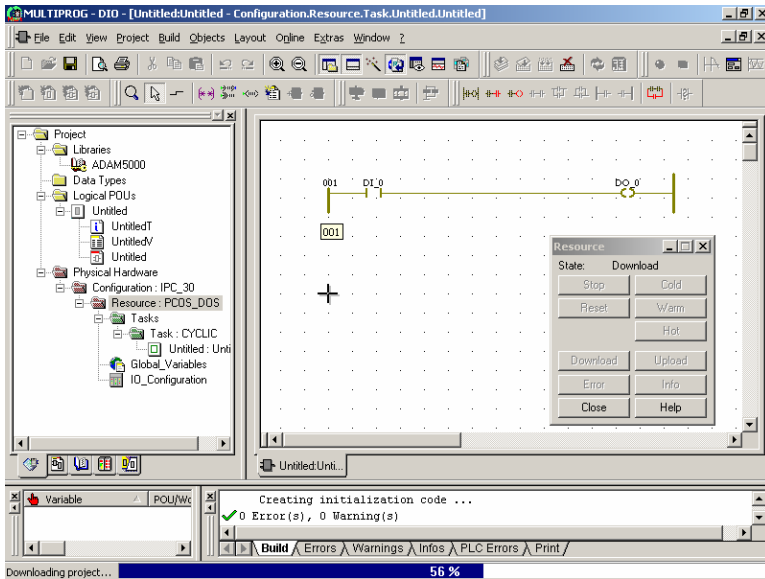 MULTIPROG - DIO - [Untitled:Untitled - Configuration.Resource.Task.Untitled.Untitled]
File Edit View Project Build Objects Layout Online Extras Window ?
Project
Libraries
ADAM5000
Data Types
Logical POUs
Untitled
UntitledT
UntitledV
Untitled
Physical Hardware
Configuration : IPC_30
Resource : PCOS_DOS
Tasks
Task : CYCLIC
Untitled : Unti
Global_Variables
IO_Configuration
001 DI_0 DO_0
001
Resource
State: Download
Stop Cold
Reset Warm
Hot
Download Upload
Error Info
Close Help
Untitled:Unti...
Variable POU/Wo
Creating initialization code ...
0 Error(s), 0 Warning(s)
Build Errors Warnings Infos PLC Errors Print
Downloading project... 56 %